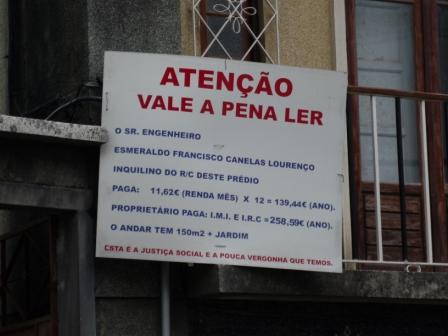 ATENÇÃO
VALE A PENA LER
O SR. ENGENHEIRO
ESMERALDO FRANCISCO CANELAS LOURENÇO
INQUILINO DO R/C DESTE PRÉDIO
PAGA: 11,62€ (RENDA MÊS) X 12 = 139,44€ (ANO).
PROPRIETÁRIO PAGA: I.M.I. E I.R.C = 258,59€ (ANO).
O ANDAR TEM 150m2 + JARDIM
ESTA É A JUSTIÇA SOCIAL E A POUCA VERGONHA QUE TEMOS.